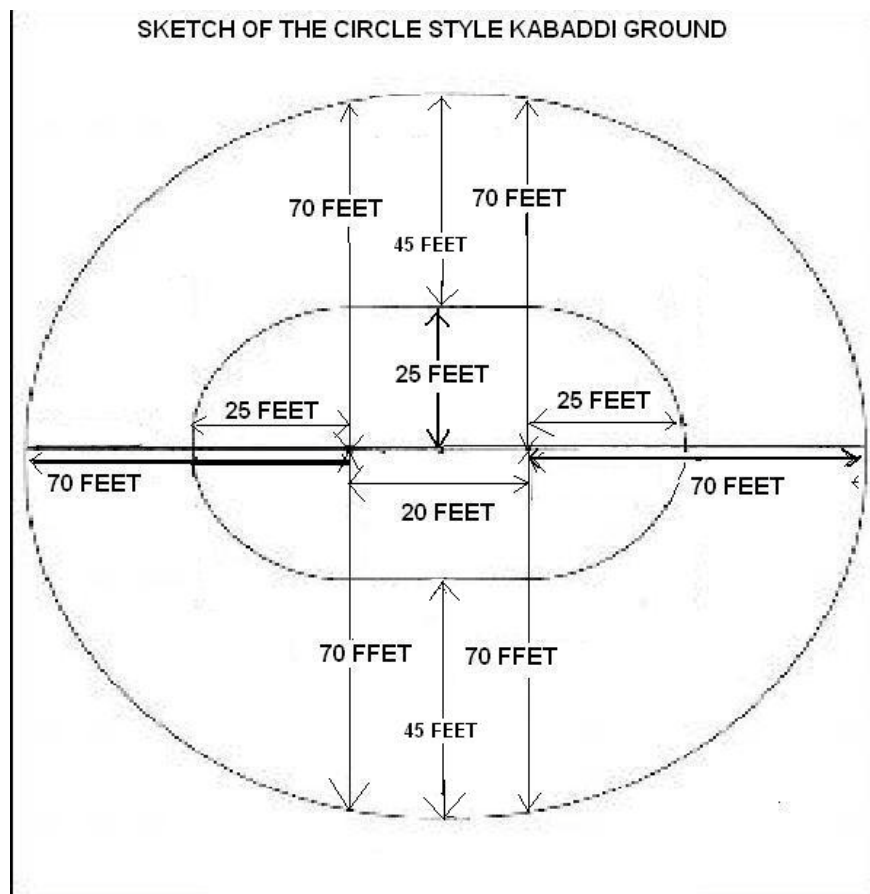 SKETCH OF THE CIRCLE STYLE KABADDI GROUND
70 FEET
70 FEET
45 FEET
25 FEET
25 FEET
25 FEET
70 FEET
70 FEET
20 FEET
70 FFET
70 FFET
45 FEET